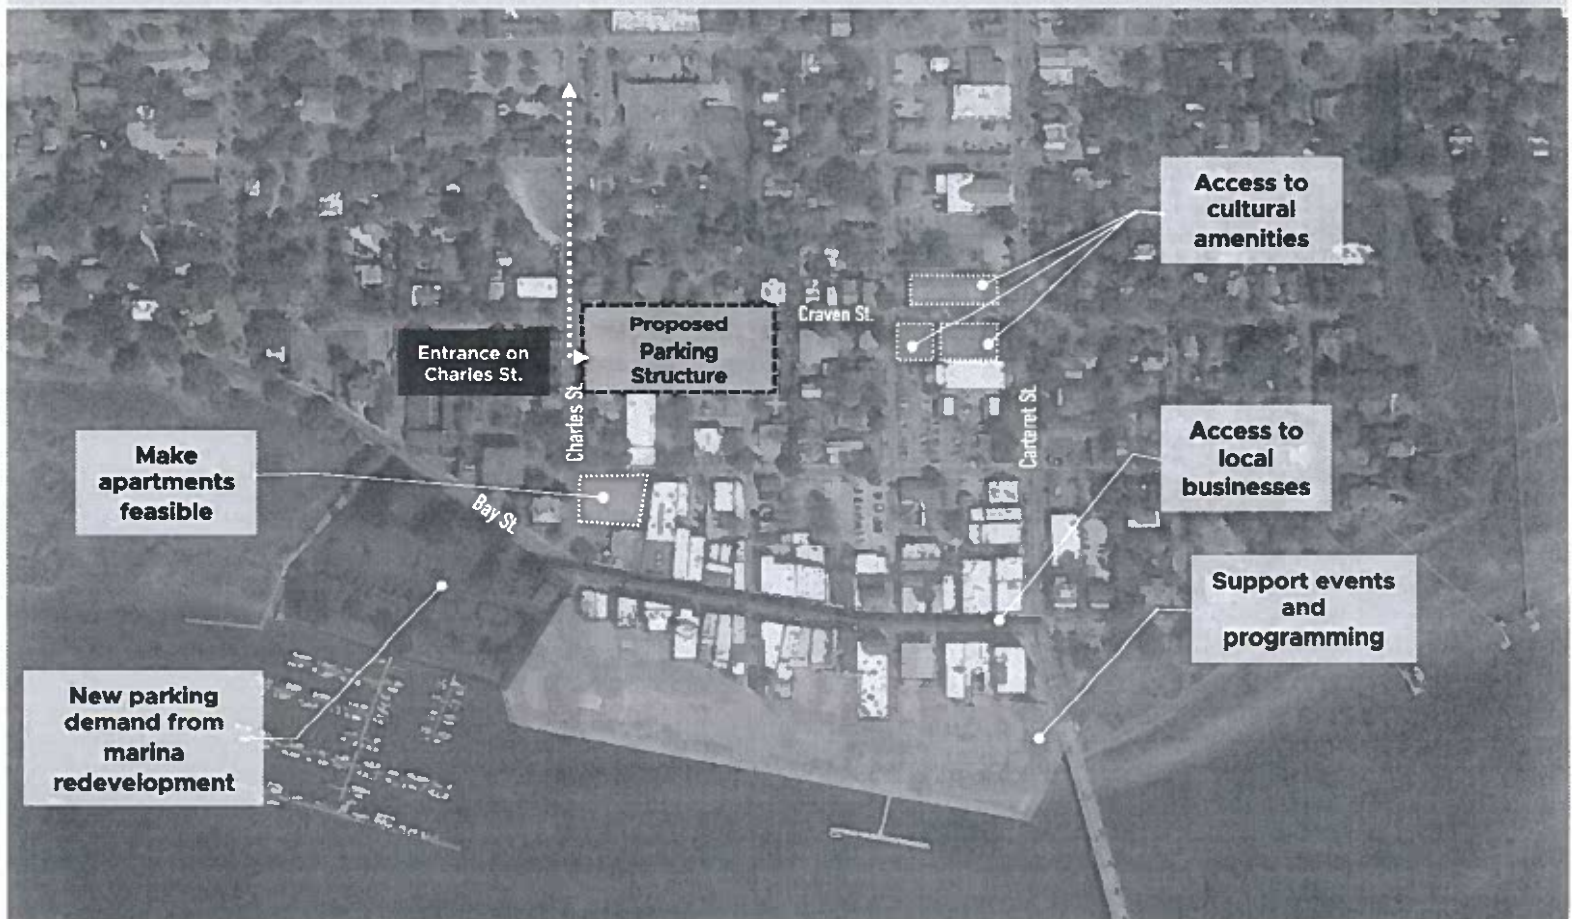 Access to
cultural
amenities
Craven St.
Proposed
Parking
Structure
Entrance on
Charles St.
Charles St.
Carteret St.
Make
apartments
feasible
Bay St.
Access to
local
businesses
Support events
and
programming
New parking
demand from
marina
redevelopment